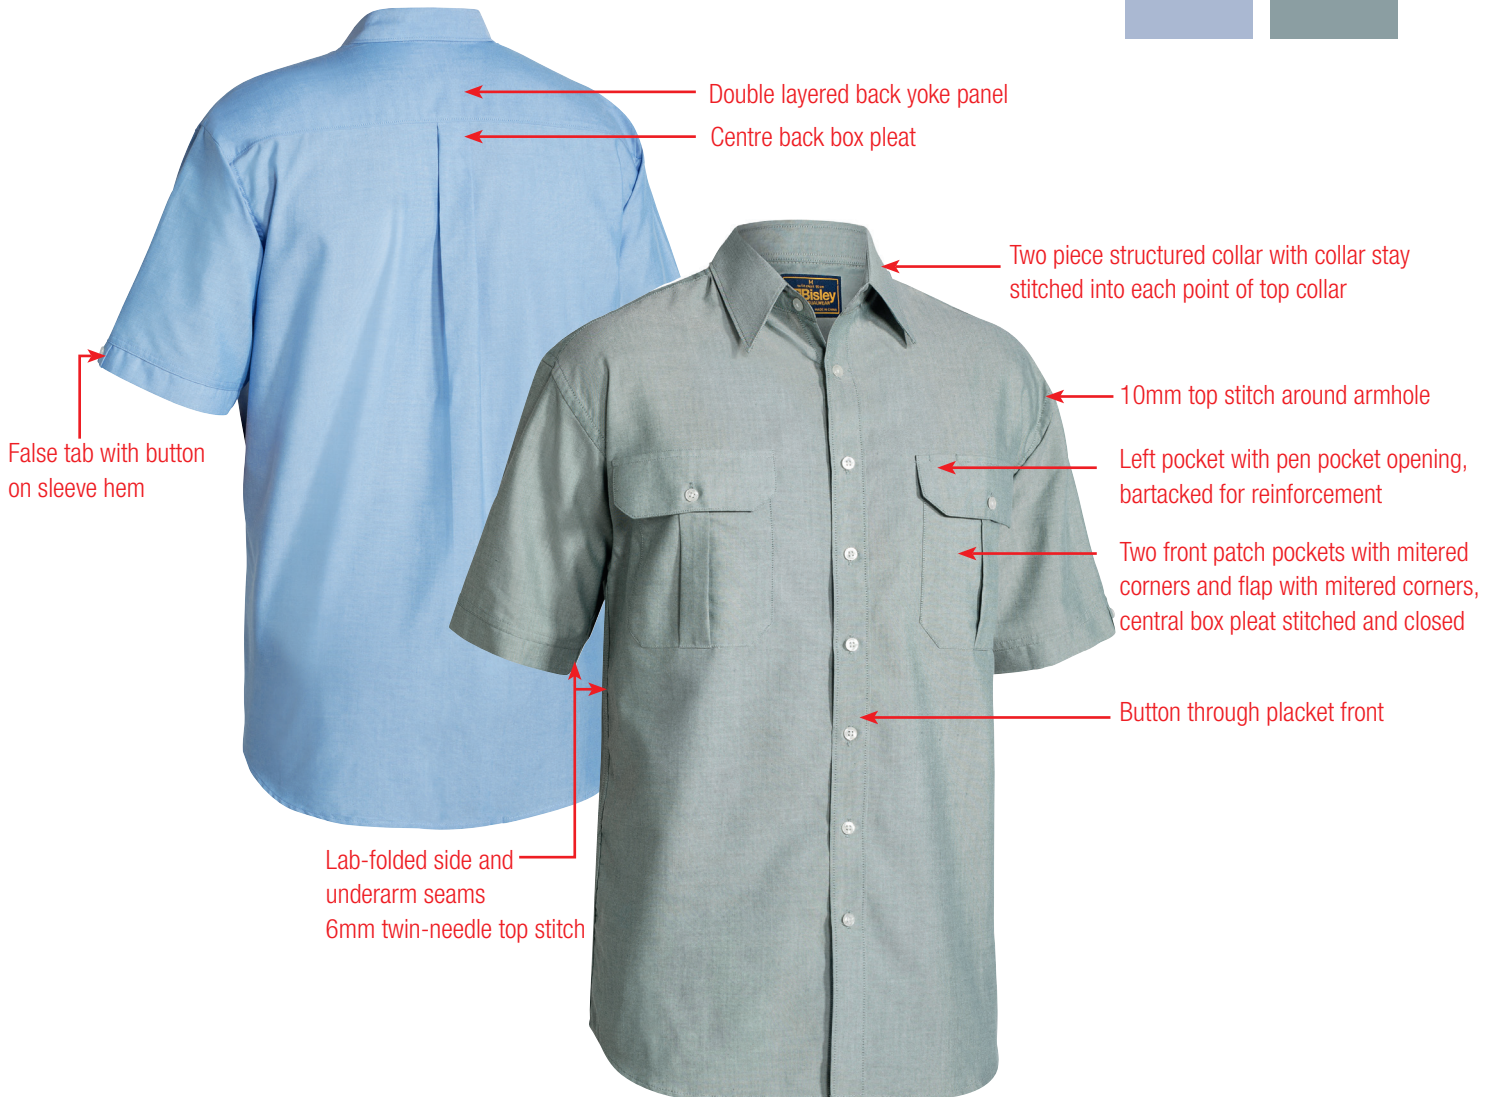 Double layered back yoke panel
Centre back box pleat
Two piece structured collar with collar stay
stitched into each point of top collar
Bisley
10mm top stitch around armhole
False tab with button
on sleeve hem
Left pocket with pen pocket opening,
bartacked for reinforcement
Two front patch pockets with mitered
corners and flap with mitered corners,
central box pleat stitched and closed
Button through placket front
Lab-folded side and
underarm seams
6mm twin-needle top stitch